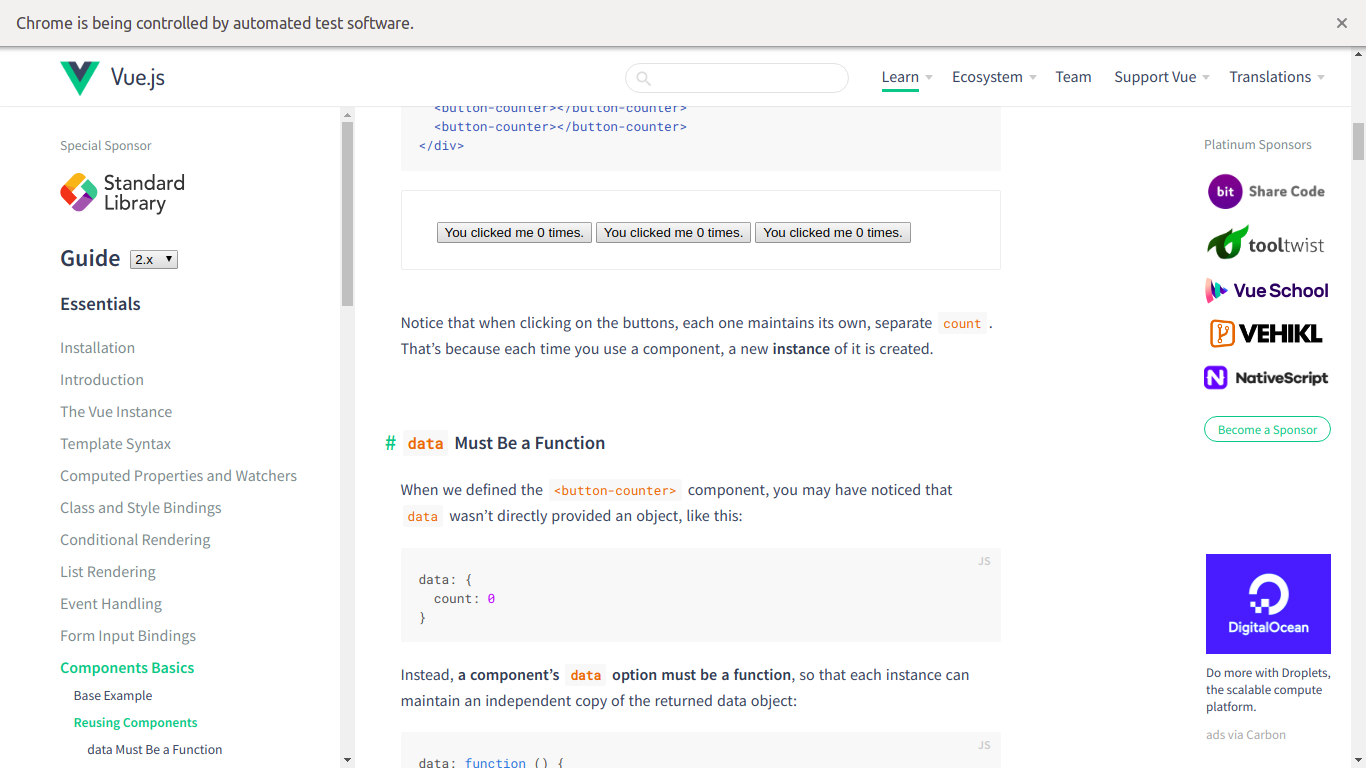 Chrome is being controlled by automated test software.
Vue.js
Learn
Ecosystem
Team
Support Vue
Translations
Special Sponsor
Standard
Library
Guide
2.x
Essentials
Installation
Introduction
The Vue Instance
Template Syntax
Computed Properties and Watchers
Class and Style Bindings
Conditional Rendering
List Rendering
Event Handling
Form Input Bindings
Components Basics
Base Example
Reusing Components
data Must Be a Function
<button-counter></button-counter>
<button-counter></button-counter>
</div>
You clicked me 0 times. You clicked me 0 times. You clicked me 0 times.
Notice that when clicking on the buttons, each one maintains its own, separate count .
That’s because each time you use a component, a new instance of it is created.
# data Must Be a Function
When we defined the <button-counter> component, you may have noticed that
data wasn’t directly provided an object, like this:
JS
data: {
count: 0
}
Instead, a component’s data option must be a function, so that each instance can
maintain an independent copy of the returned data object:
JS
data: function () {
Platinum Sponsors
bit Share Code
tooltwist
Vue School
VEHIKL
NativeScript
Become a Sponsor
DigitalOcean
Do more with Droplets,
the scalable compute
platform.
ads via Carbon